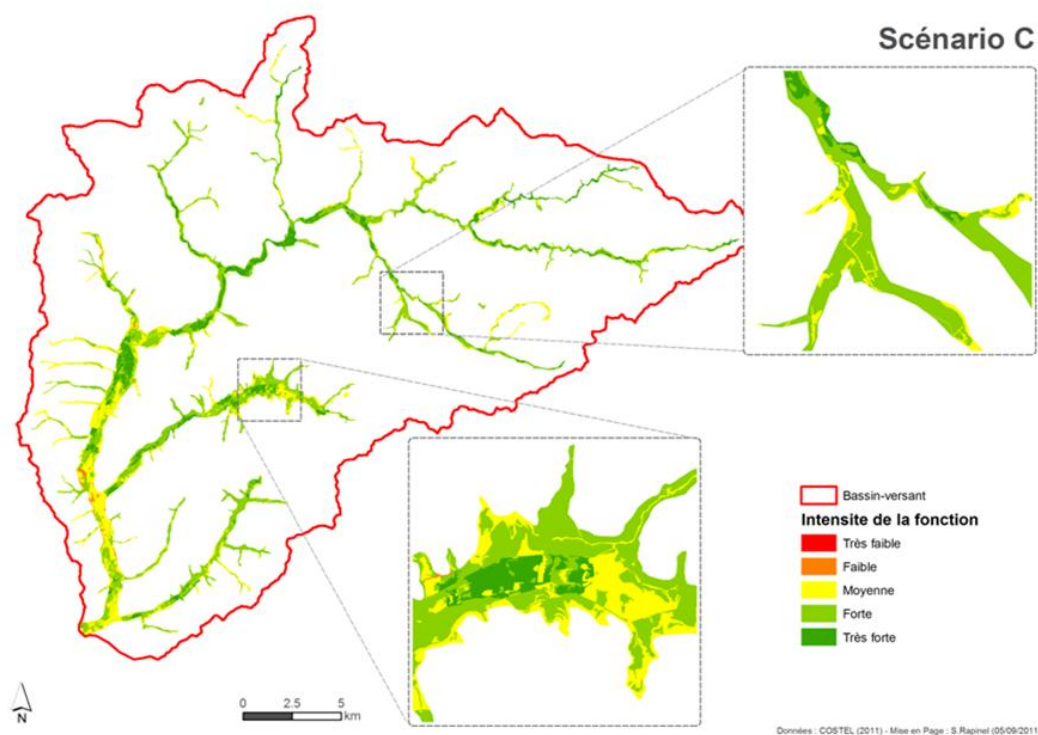 Scénario C
Bassin-versant
Intensite de la fonction
Très faible
Faible
Moyenne
Forte
Très forte
N
0 2.5 5
km
Données : COSTEL (2011) - Mise en Page : S.Rapinel (05/09/2011